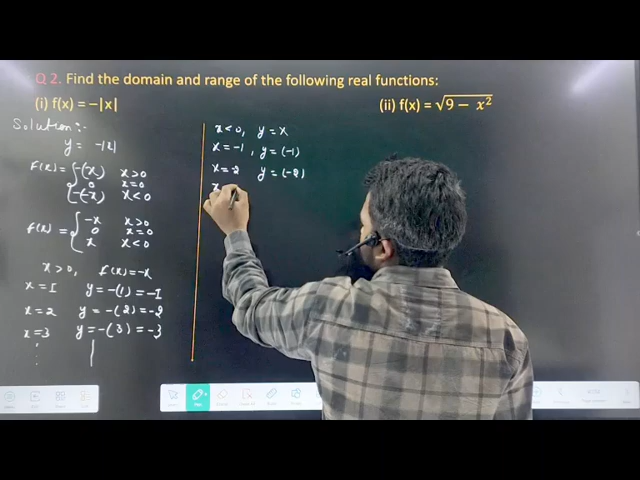 Q 2. Find the domain and range of the following real functions:
(i) f(x) = −|x|
(ii) f(x) = √9 − x²
Solution:-
y = -|x|
f(x) = { -(x) x>0
0 x=0
-(-x) x<0
f(x) = { -x x>0
0 x=0
x x<0
x>0, f(x)=-x
x=1 y=-(1)=-1
x=2 y=-(2)=-2
x=3 y=-(3)=-3
x<0, y=x
x=-1, y=(-1)
x=-2 y=(-2)
x